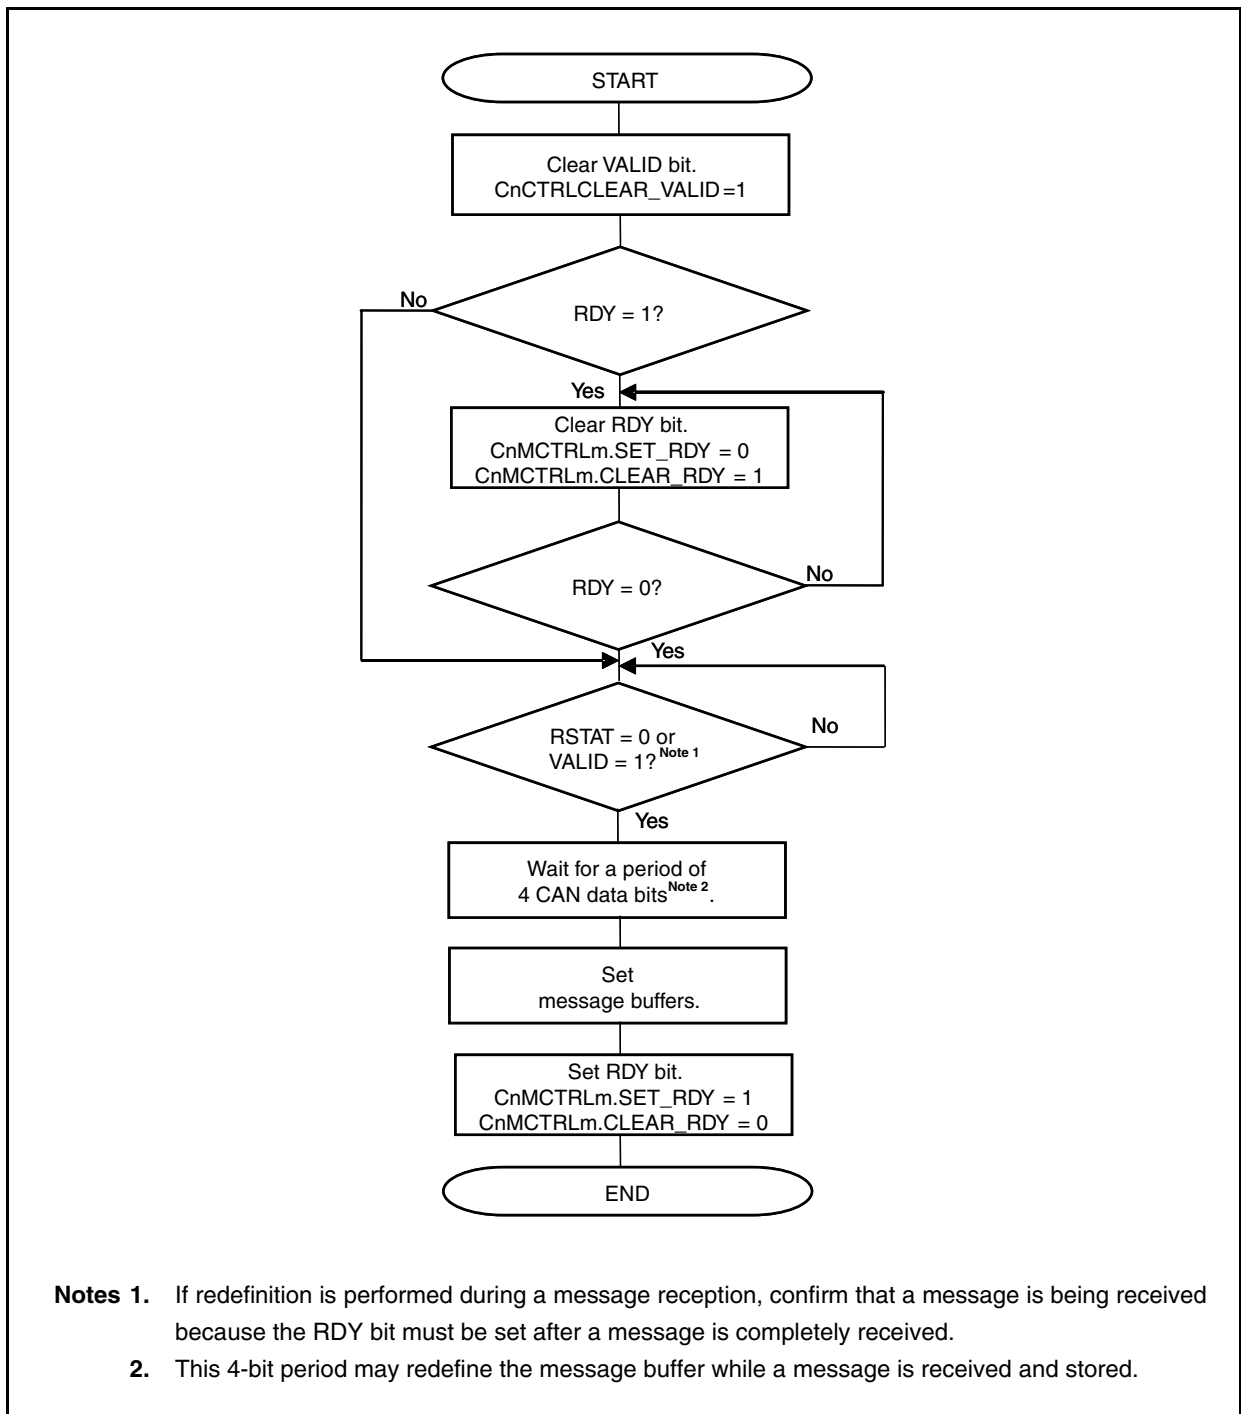 START
Clear VALID bit.
CnCTRLCLEAR_VALID=1
No
RDY = 1?
Yes
Clear RDY bit.
CnMCTRLm.SET_RDY = 0
CnMCTRLm.CLEAR_RDY = 1
RDY = 0?
No
Yes
RSTAT = 0 or
VALID = 1? Note 1
No
Yes
Wait for a period of
4 CAN data bits Note 2.
Set
message buffers.
Set RDY bit.
CnMCTRLm.SET_RDY = 1
CnMCTRLm.CLEAR_RDY = 0
END
Notes 1. If redefinition is performed during a message reception, confirm that a message is being received
because the RDY bit must be set after a message is completely received.
2. This 4-bit period may redefine the message buffer while a message is received and stored.